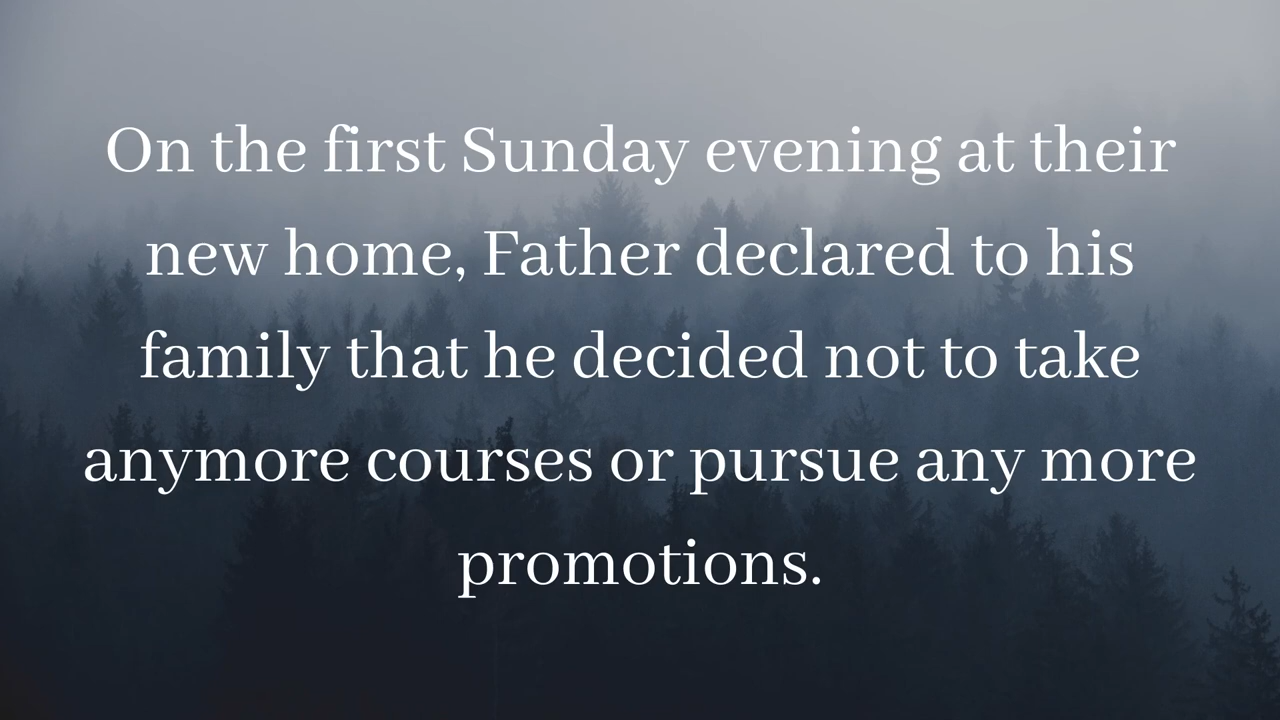 On the first Sunday evening at their
new home, Father declared to his
family that he decided not to take
anymore courses or pursue any more
promotions.